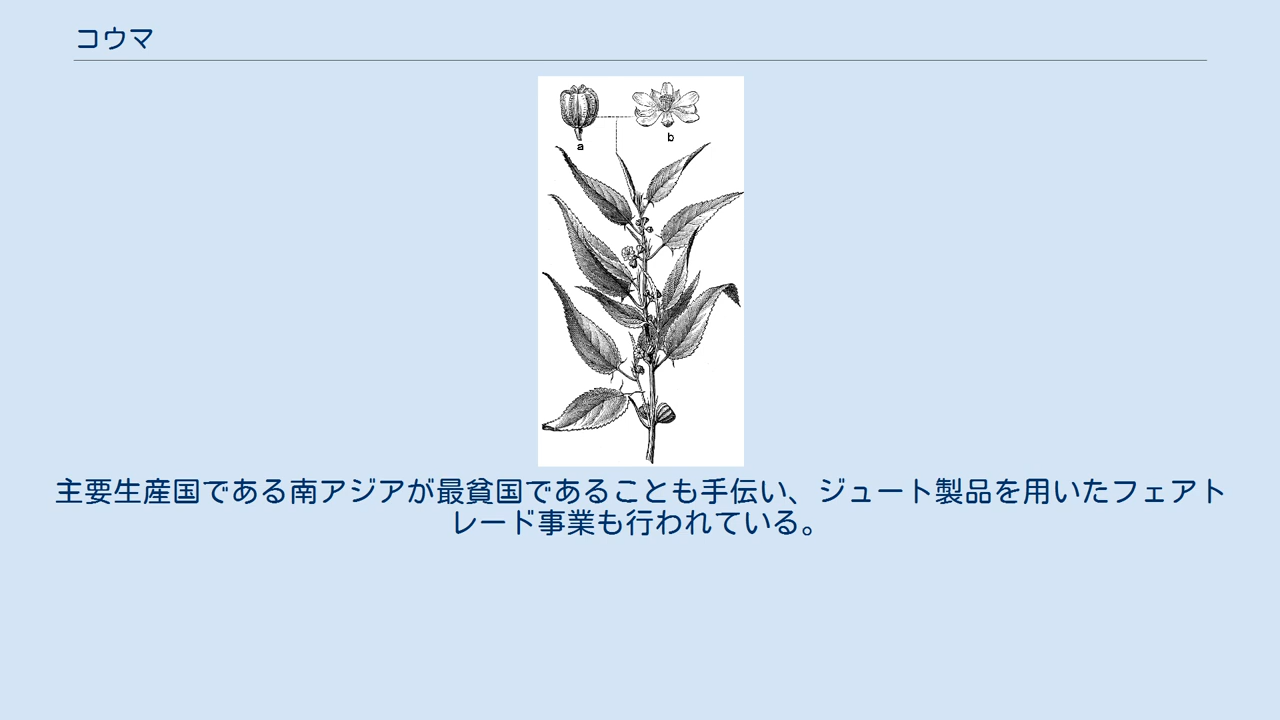 コウマ
a
b
主要生産国である南アジアが最貧国であることも手伝い、ジュート製品を用いたフェアト
レード事業も行われている。